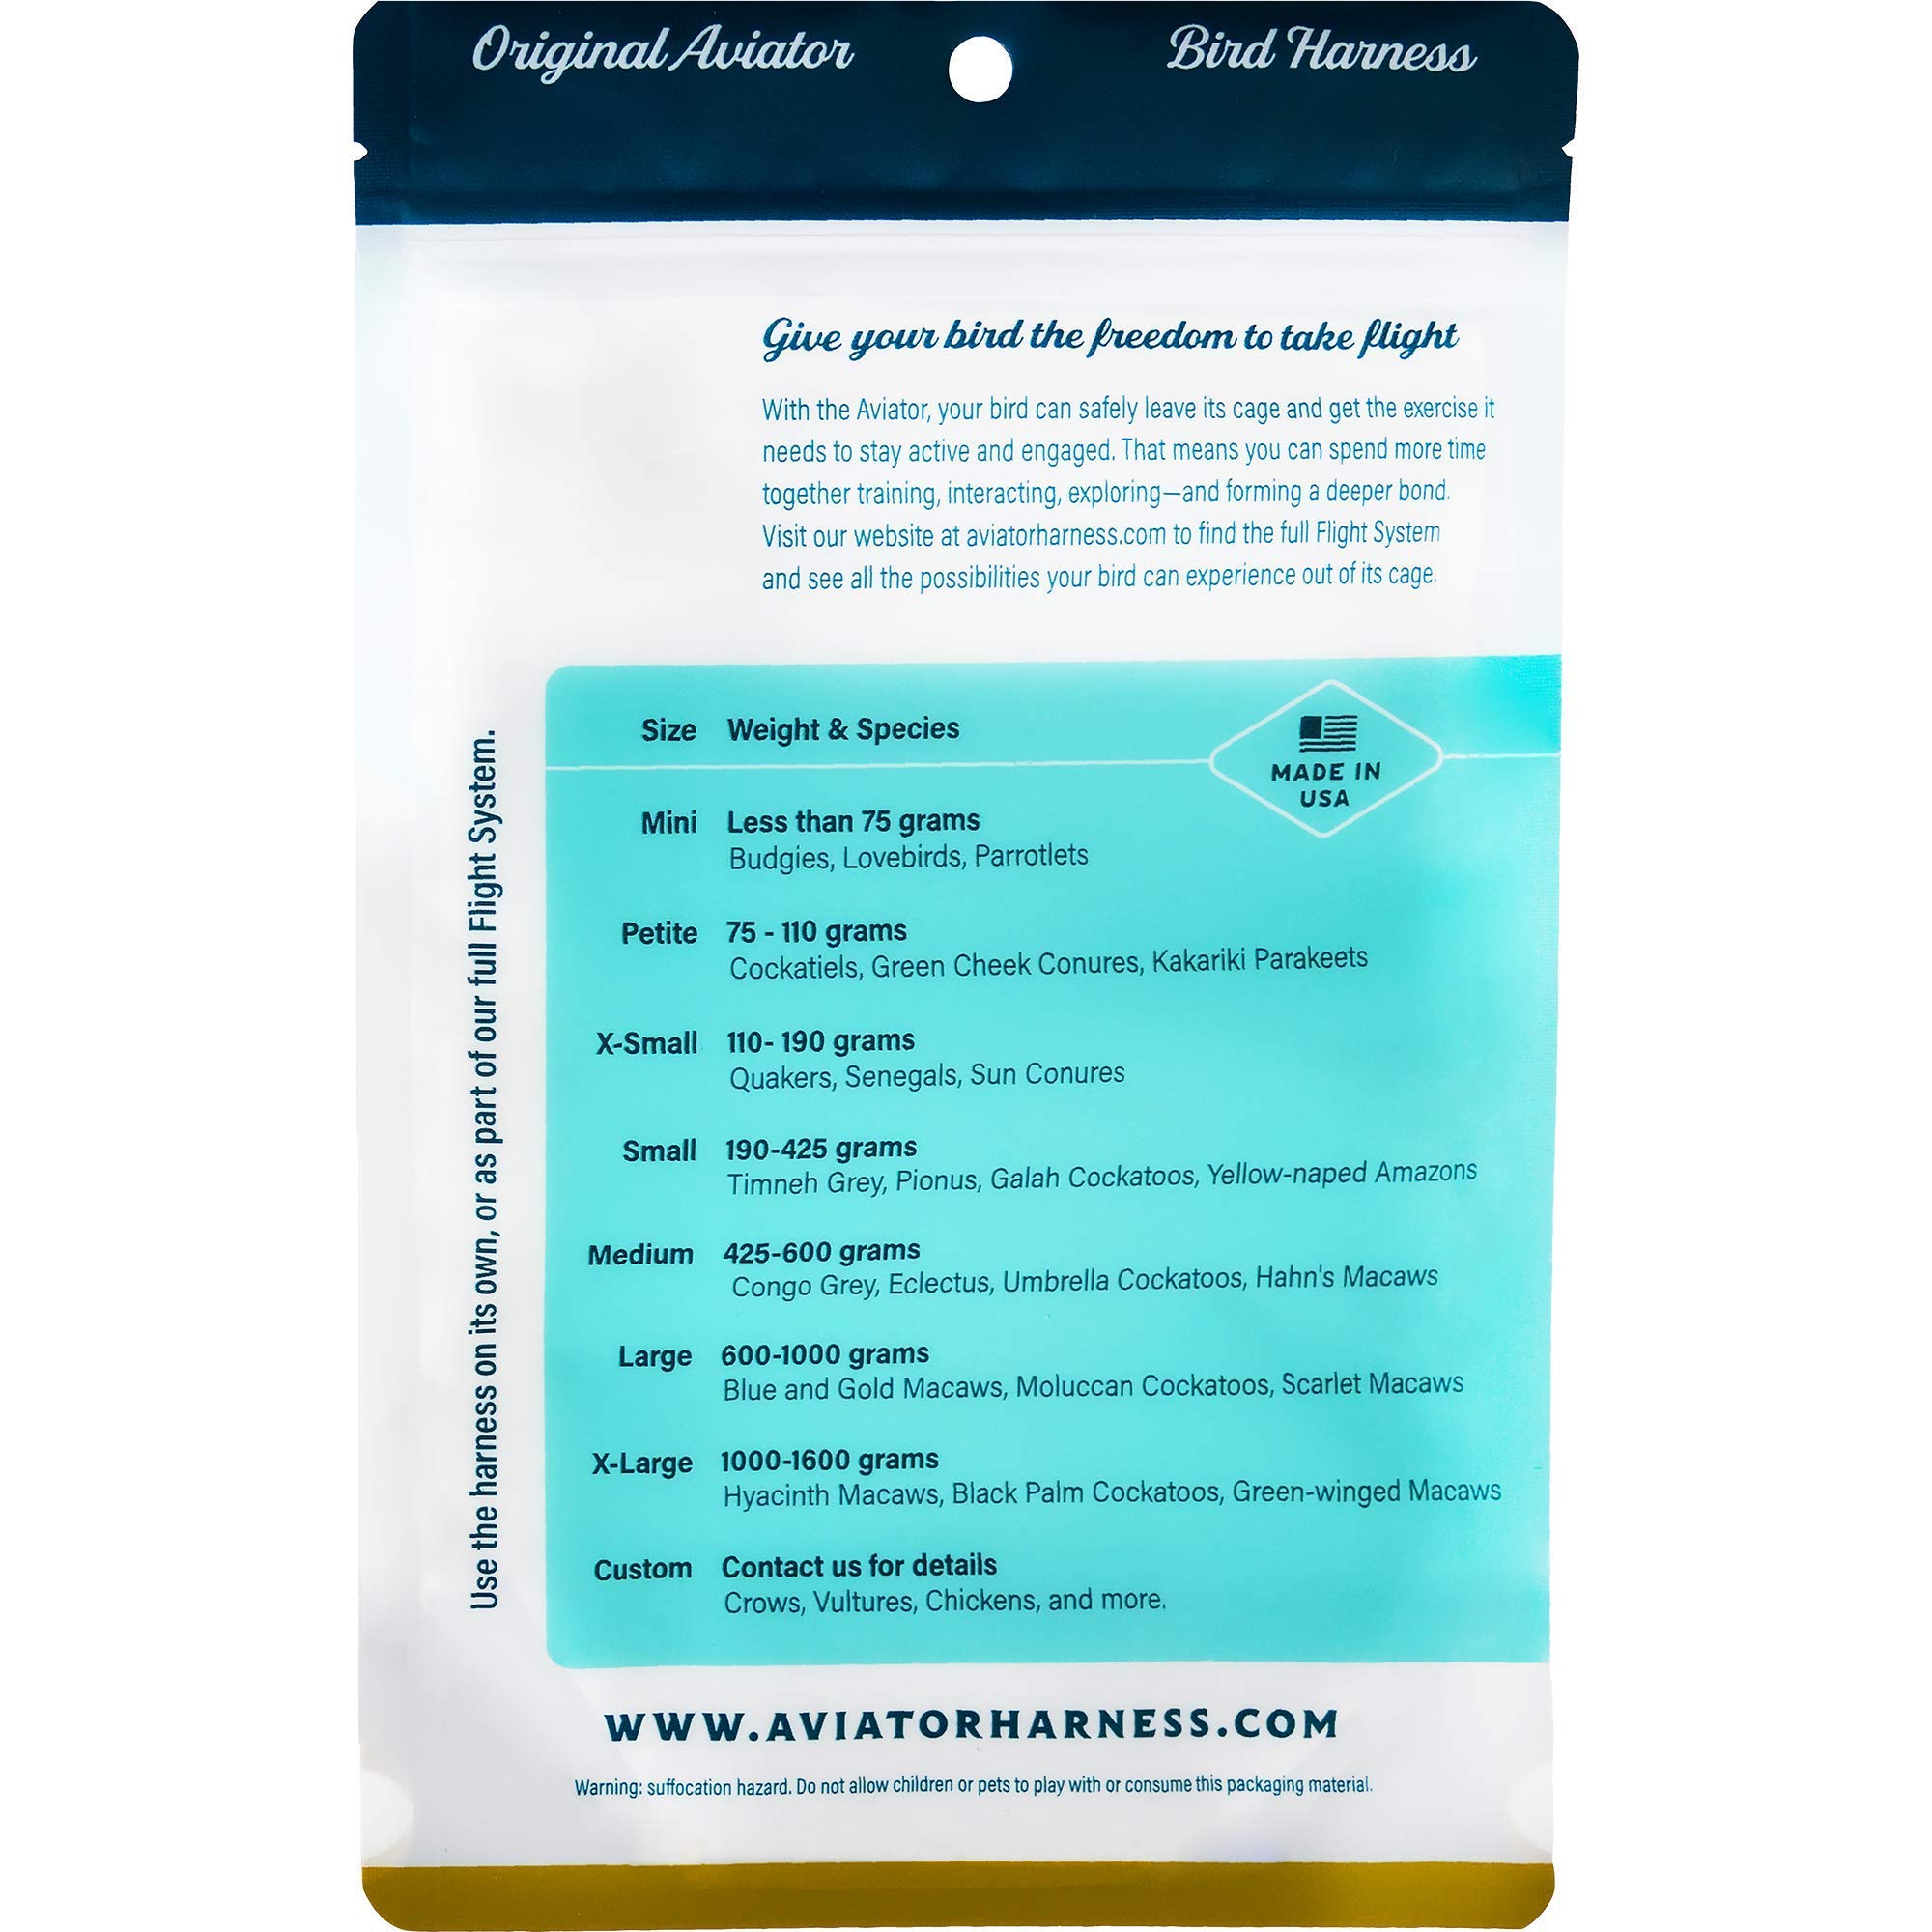 Original Aviator
Bird Harness
Give your bird the freedom to take flight
With the Aviator, your bird can safely leave its cage and get the exercise it
needs to stay active and engaged. That means you can spend more time
together training, interacting, exploring—and forming a deeper bond.
Visit our website at aviatorharness.com to find the full Flight System
and see all the possibilities your bird can experience out of its cage.
Use the harness on its own, or as part of our full Flight System.
Size Weight & Species
MADE IN
USA
Mini Less than 75 grams
Budgies, Lovebirds, Parrotlets
Petite 75 - 110 grams
Cockatiels, Green Cheek Conures, Kakariki Parakeets
X-Small 110- 190 grams
Quakers, Senegals, Sun Conures
Small 190-425 grams
Timneh Grey, Pionus, Galah Cockatoos, Yellow-naped Amazons
Medium 425-600 grams
Congo Grey, Eclectus, Umbrella Cockatoos, Hahn's Macaws
Large 600-1000 grams
Blue and Gold Macaws, Moluccan Cockatoos, Scarlet Macaws
X-Large 1000-1600 grams
Hyacinth Macaws, Black Palm Cockatoos, Green-winged Macaws
Custom Contact us for details
Crows, Vultures, Chickens, and more.
WWW.AVIATORHARNESS.COM
Warning: suffocation hazard. Do not allow children or pets to play with or consume this packaging material.